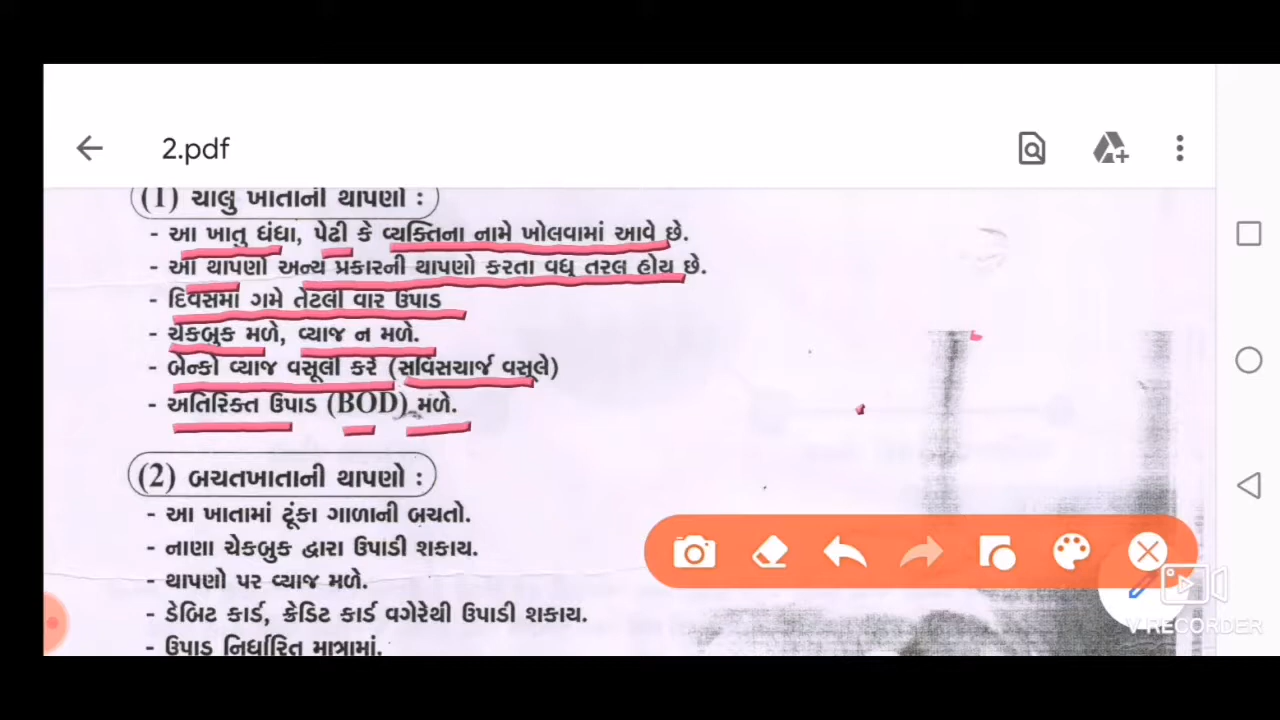 2.pdf
(1) ચાલુ ખાતાની થાપણો :
- આ ખાતુ ધંધા, પેઢી કે વ્યક્તિના નામે ખોલવામાં આવે છે.
- આ થાપણો અન્ય પ્રકારની થાપણો કરતા વધુ તરલ હોય છે.
- દિવસમાં ગમે તેટલી વાર ઉપાડ
- ચેકબુક મળે, વ્યાજ ન મળે.
- બેન્કો વ્યાજ વસૂલી કરે (સર્વિસચાર્જ વસૂલે)
- અતિરિક્ત ઉપાડ (BOD) મળે.
(2) બચતખાતાની થાપણો :
- આ ખાતામાં ટૂંકા ગાળાની બચતો.
- નાણા ચેકબુક દ્વારા ઉપાડી શકાય.
- થાપણો પર વ્યાજ મળે.
- ડેબિટ કાર્ડ, ક્રેડિટ કાર્ડ વગેરેથી ઉપાડી શકાય.
- ઉપાડ નિર્ધારિત માત્રામાં.
V RECORDER